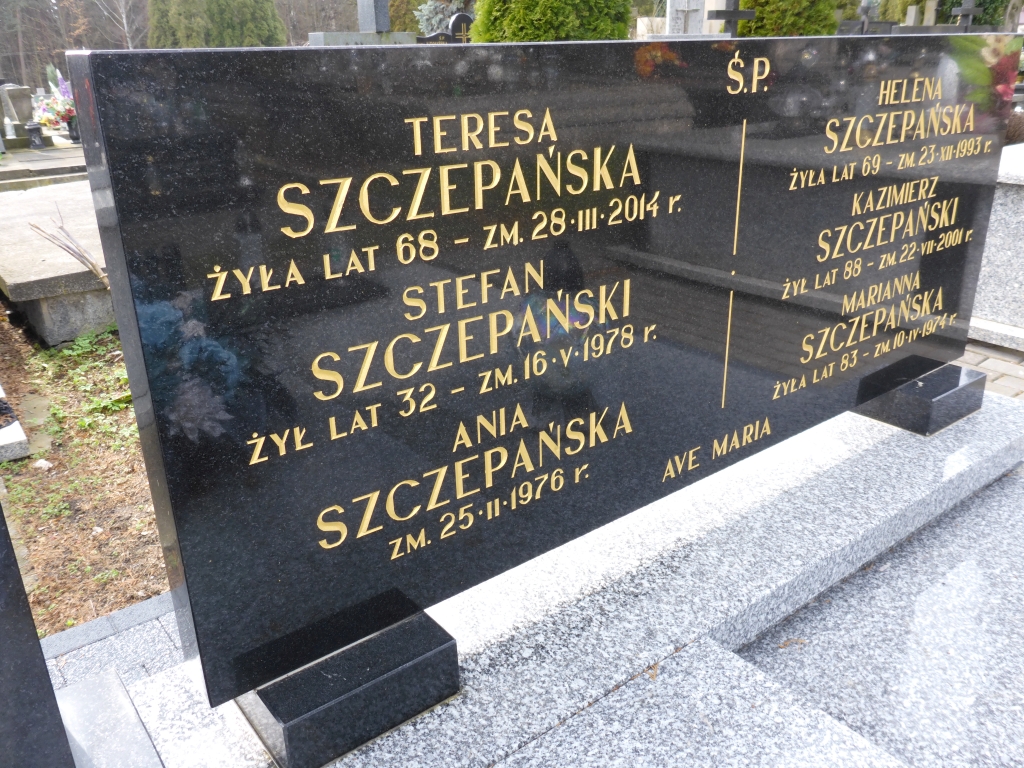 Ś.P.
TERESA
SZCZEPAŃSKA
ŻYŁA LAT 68 - ZM. 28·III·2014 r.
STEFAN
SZCZEPAŃSKI
ŻYŁ LAT 32 - ZM. 16·V·1978 r.
ANIA
SZCZEPAŃSKA
ZM. 25·II·1976 r.
HELENA
SZCZEPAŃSKA
ŻYŁA LAT 69 - ZM. 23·XII·1993 r.
KAZIMIERZ
SZCZEPAŃSKI
ŻYŁ LAT 88 - ZM. 22·VII·2001 r.
MARIANNA
SZCZEPAŃSKA
ŻYŁA LAT 83 - ZM. 10·IV·1974 r.
AVE MARIA